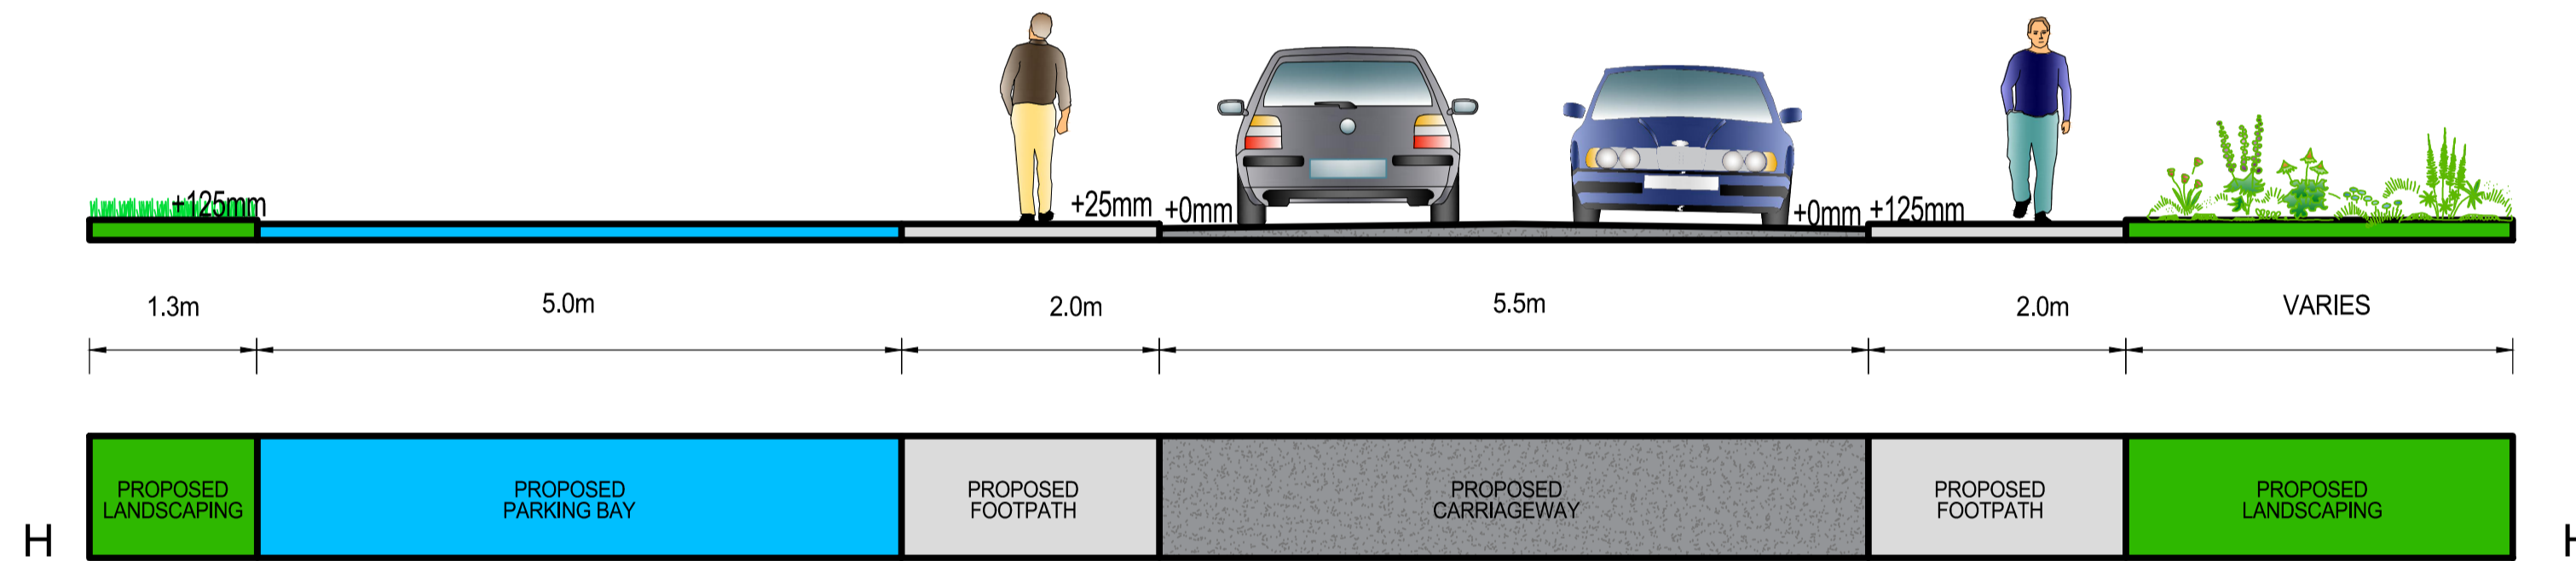 +125mm
+25mm
+0mm
+0mm
+125mm
1.3m
5.0m
2.0m
5.5m
2.0m
VARIES
PROPOSED
LANDSCAPING
PROPOSED
PARKING BAY
PROPOSED
FOOTPATH
PROPOSED
CARRIAGEWAY
PROPOSED
FOOTPATH
PROPOSED
LANDSCAPING
H
H